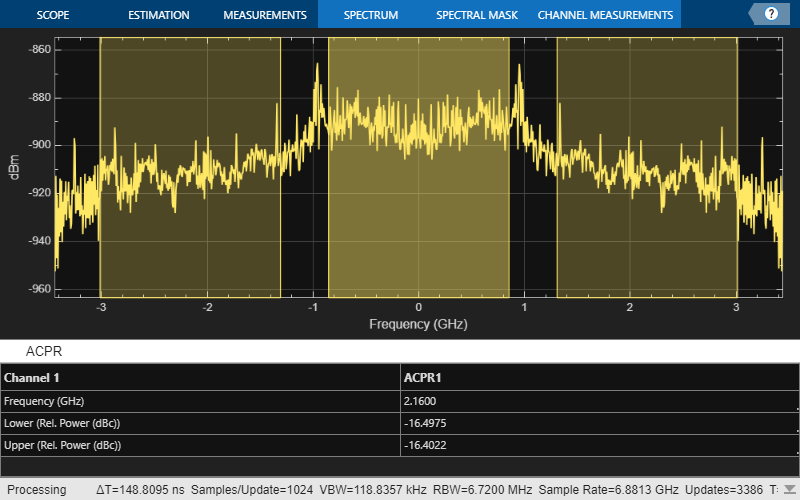 SCOPE ESTIMATION MEASUREMENTS SPECTRUM SPECTRAL MASK CHANNEL MEASUREMENTS ?
-860
-880
-900
-920
-940
-960
dBm
-3 -2 -1 0 1 2 3
Frequency (GHz)
ACPR
Channel 1 ACPR1
Frequency (GHz) 2.1600
Lower (Rel. Power (dBc)) -16.4975
Upper (Rel. Power (dBc)) -16.4022
Processing ΔT=148.8095 ns Samples/Update=1024 VBW=118.8357 kHz RBW=6.7200 MHz Sample Rate=6.8813 GHz Updates=3386